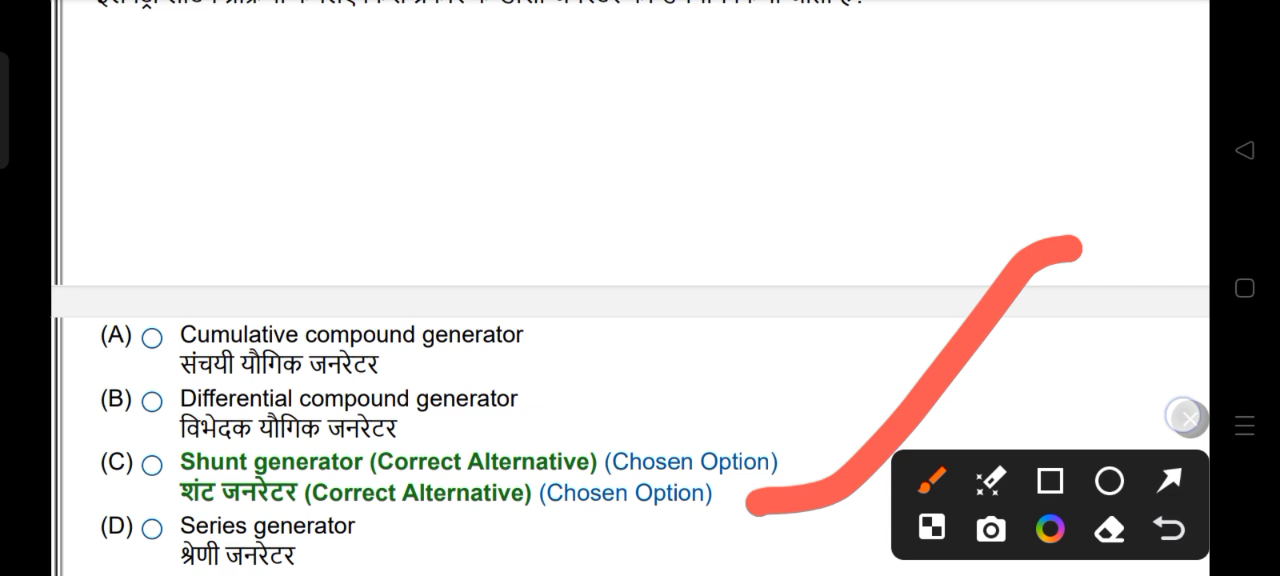 (A) Cumulative compound generator
संचयी यौगिक जनरेटर
(B) Differential compound generator
विभेदक यौगिक जनरेटर
(C) Shunt generator (Correct Alternative) (Chosen Option)
शंट जनरेटर (Correct Alternative) (Chosen Option)
(D) Series generator
श्रेणी जनरेटर